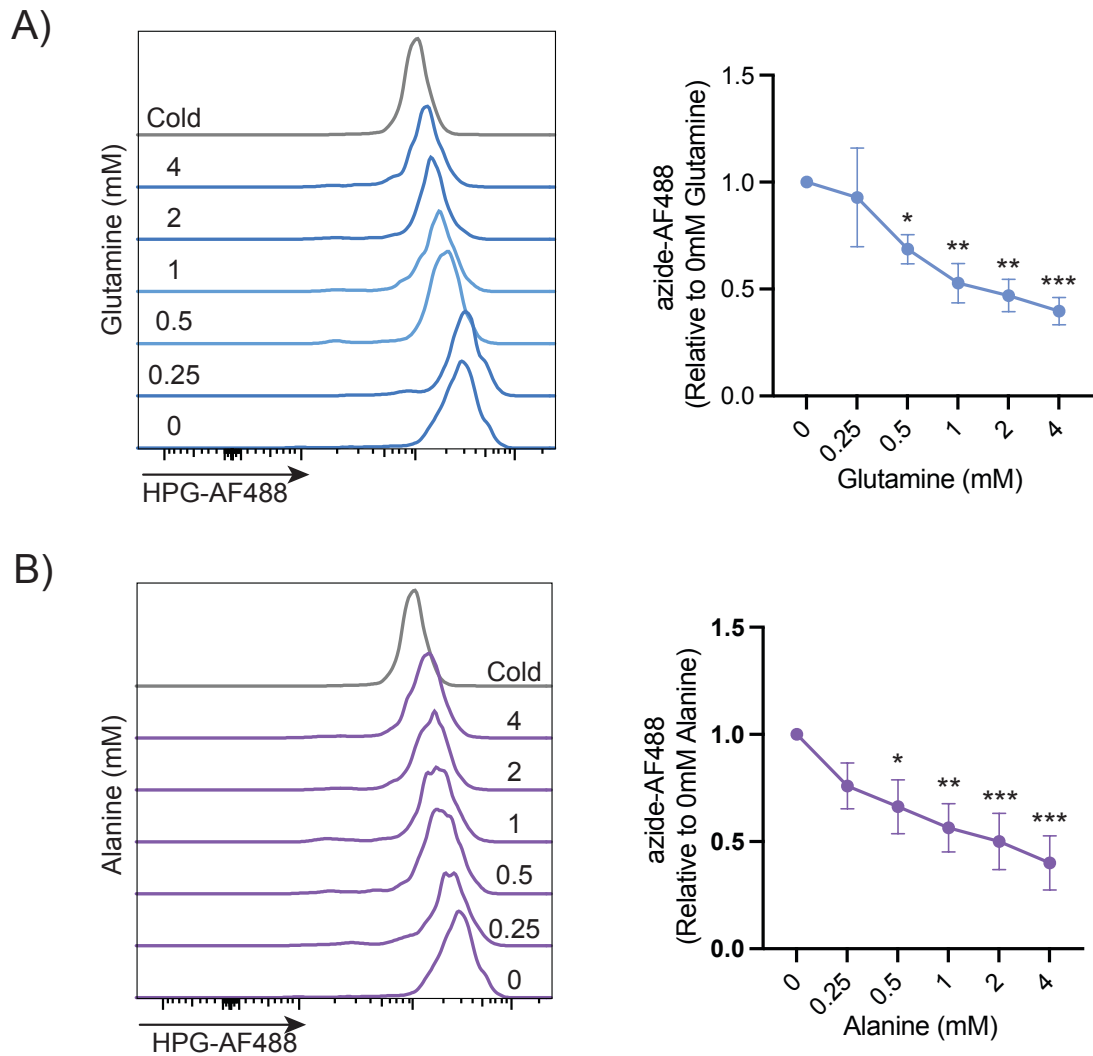 A)
Glutamine (mM)
Cold
4
2
1
0.5
0.25
0
HPG-AF488
azide-AF488
(Relative to 0mM Glutamine)
1.5
1.0
0.5
0.0
*
**
**
***
0
0.25
0.5
1
2
4
Glutamine (mM)
B)
Alanine (mM)
Cold
4
2
1
0.5
0.25
0
HPG-AF488
azide-AF488
(Relative to 0mM Alanine)
1.5
1.0
0.5
0.0
*
**
***
***
0
0.25
0.5
1
2
4
Alanine (mM)